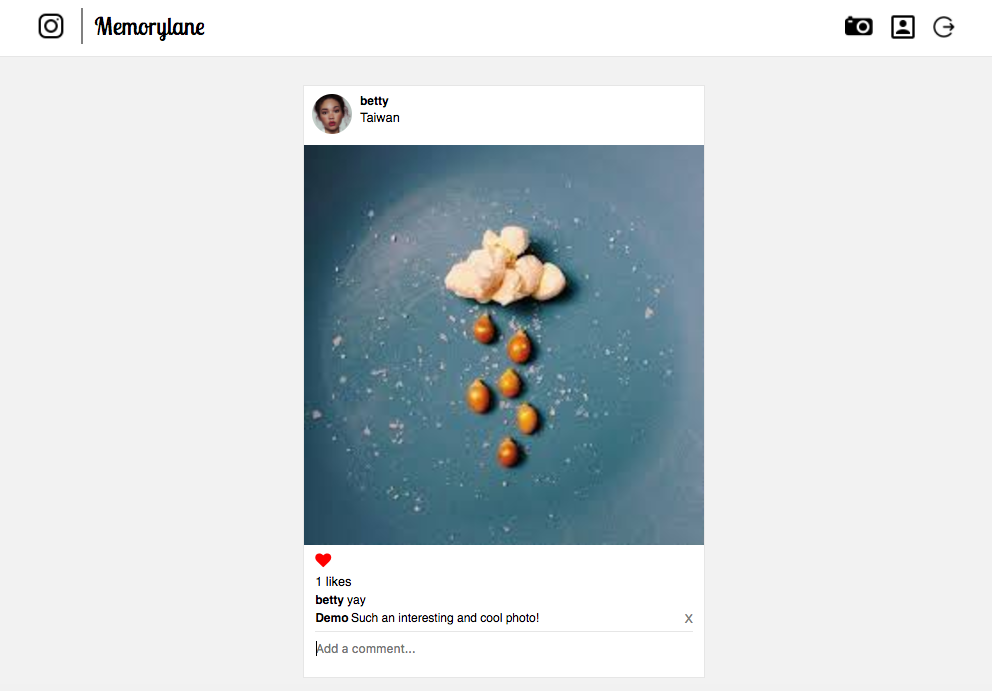 Memorylane
betty
Taiwan
1 likes
betty yay
Demo Such an interesting and cool photo! X
Add a comment...